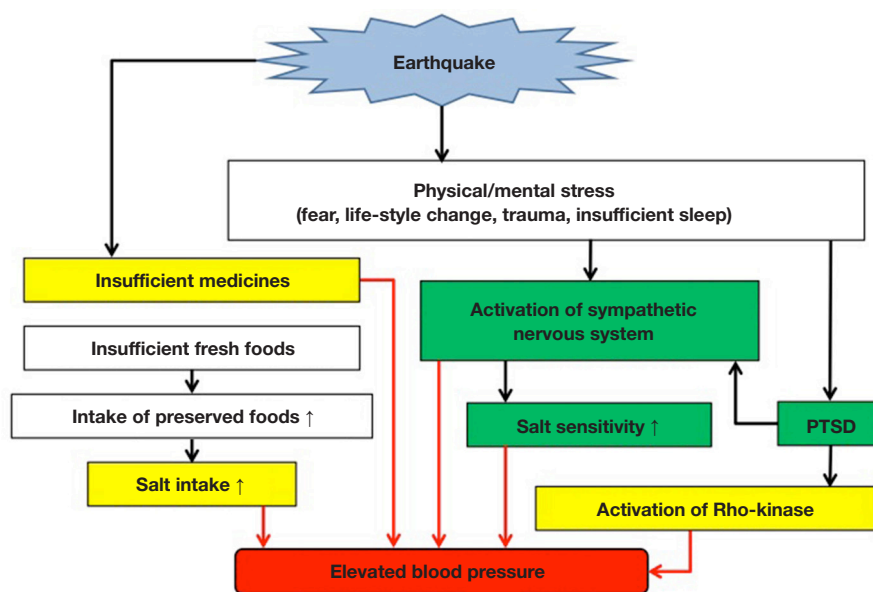 Earthquake
Physical/mental stress
(fear, life-style change, trauma, insufficient sleep)
Insufficient medicines
Activation of sympathetic
nervous system
Insufficient fresh foods
Intake of preserved foods ↑
Salt sensitivity ↑
PTSD
Salt intake ↑
Activation of Rho-kinase
Elevated blood pressure